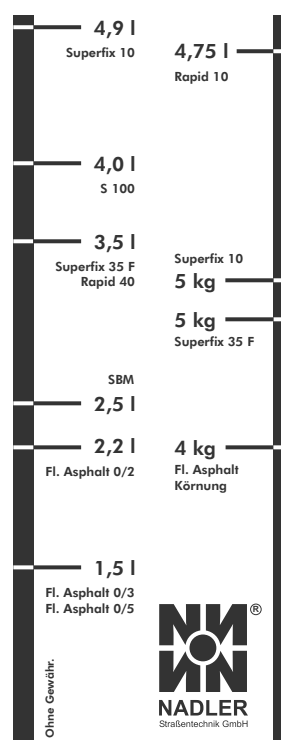 4,9 l
Superfix 10
4,0 l
S 100
3,5 l
Superfix 35 F
Rapid 40
SBM
2,5 l
2,2 l
Fl. Asphalt 0/2
1,5 l
Fl. Asphalt 0/3
Fl. Asphalt 0/5
Ohne Gewähr.
4,75 l
Rapid 10
Superfix 10
5 kg
5 kg
Superfix 35 F
4 kg
Fl. Asphalt
Körnung
®
NADLER
Straßentechnik GmbH